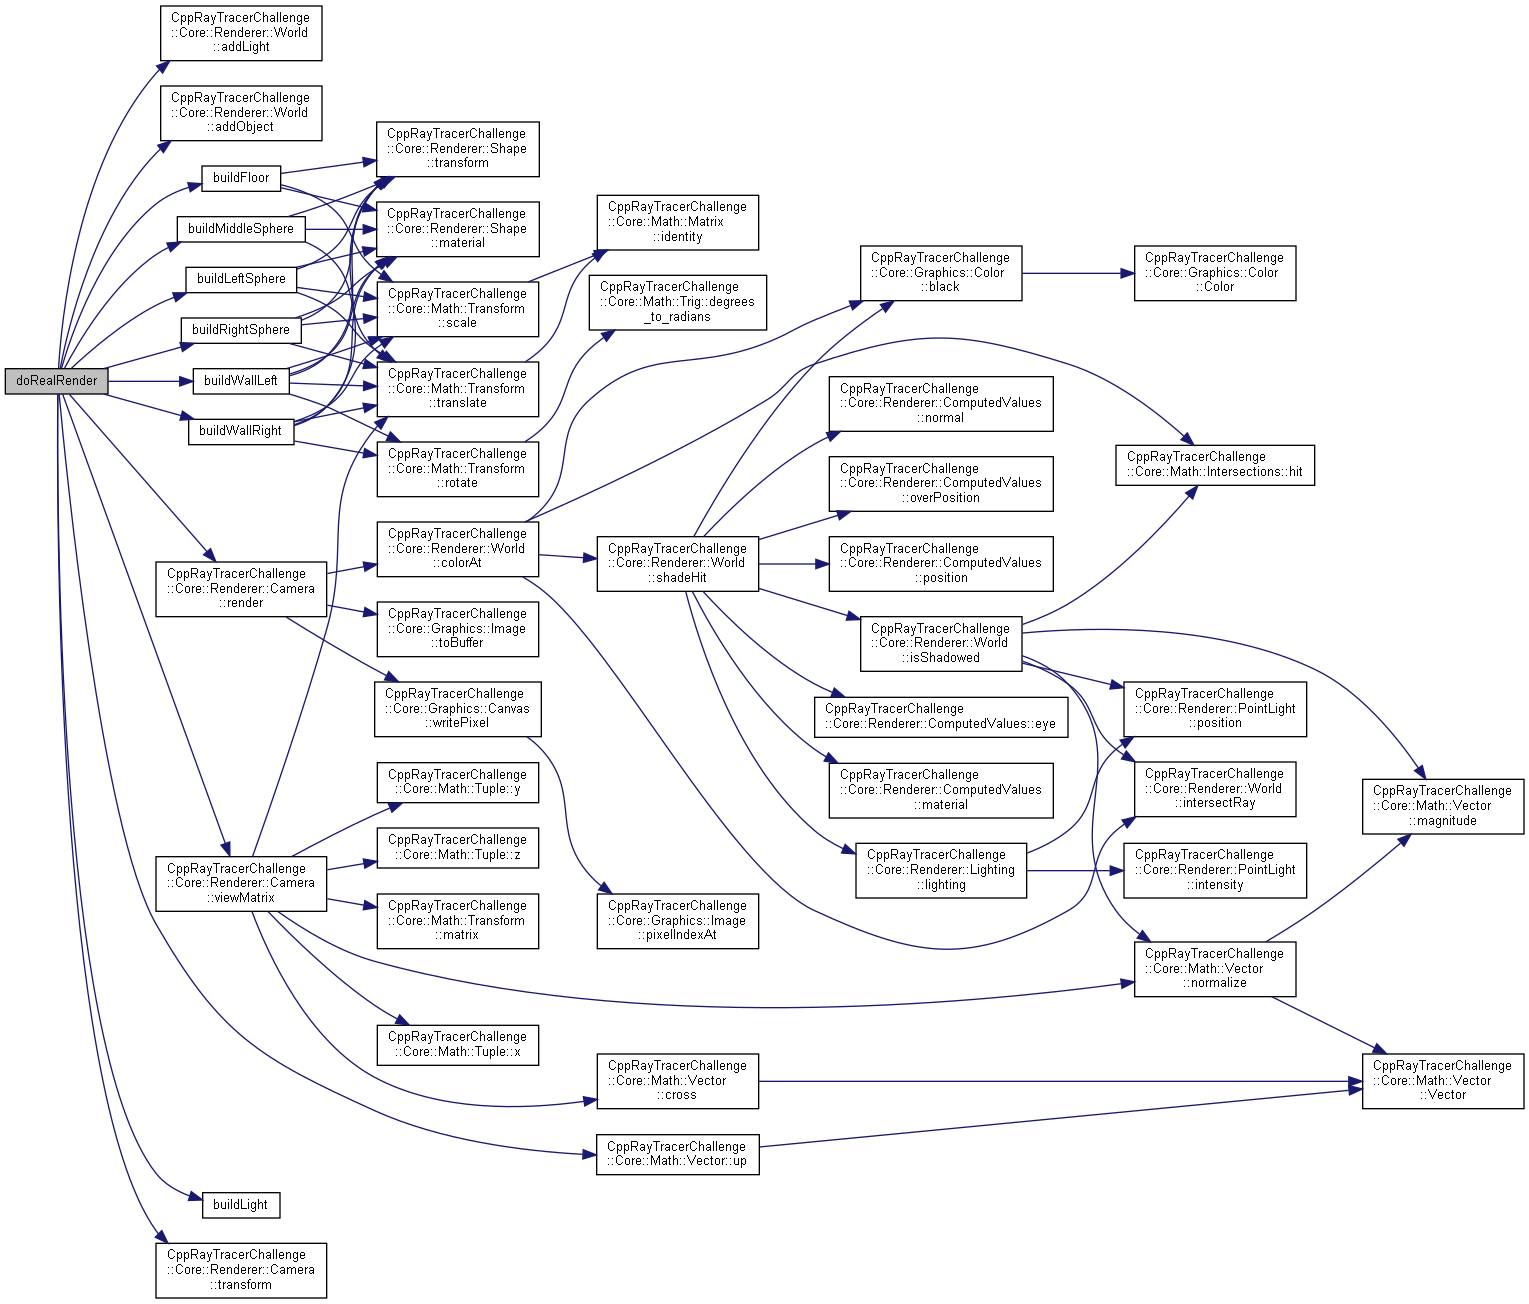 doRealRender
CppRayTracerChallenge
::Core::Renderer::World
::addLight
CppRayTracerChallenge
::Core::Renderer::World
::addObject
buildFloor
buildMiddleSphere
buildLeftSphere
buildRightSphere
buildWallLeft
buildWallRight
CppRayTracerChallenge
::Core::Renderer::Camera
::render
CppRayTracerChallenge
::Core::Renderer::Camera
::viewMatrix
buildLight
CppRayTracerChallenge
::Core::Renderer::Camera
::transform
CppRayTracerChallenge
::Core::Renderer::Shape
::transform
CppRayTracerChallenge
::Core::Renderer::Shape
::material
CppRayTracerChallenge
::Core::Math::Transform
::scale
CppRayTracerChallenge
::Core::Math::Transform
::translate
CppRayTracerChallenge
::Core::Math::Transform
::rotate
CppRayTracerChallenge
::Core::Renderer::World
::colorAt
CppRayTracerChallenge
::Core::Graphics::Image
::toBuffer
CppRayTracerChallenge
::Core::Graphics::Canvas
::writePixel
CppRayTracerChallenge
::Core::Math::Tuple::y
CppRayTracerChallenge
::Core::Math::Tuple::z
CppRayTracerChallenge
::Core::Math::Transform
::matrix
CppRayTracerChallenge
::Core::Math::Tuple::x
CppRayTracerChallenge
::Core::Math::Matrix
::identity
CppRayTracerChallenge
::Core::Math::Trig::degrees
_to_radians
CppRayTracerChallenge
::Core::Renderer::World
::shadeHit
CppRayTracerChallenge
::Core::Graphics::Image
::pixelIndexAt
CppRayTracerChallenge
::Core::Math::Vector
::cross
CppRayTracerChallenge
::Core::Math::Vector::up
CppRayTracerChallenge
::Core::Graphics::Color
::black
CppRayTracerChallenge
::Core::Renderer::ComputedValues
::normal
CppRayTracerChallenge
::Core::Renderer::ComputedValues
::overPosition
CppRayTracerChallenge
::Core::Renderer::ComputedValues
::position
CppRayTracerChallenge
::Core::Renderer::World
::isShadowed
CppRayTracerChallenge
::Core::Renderer::ComputedValues::eye
CppRayTracerChallenge
::Core::Renderer::ComputedValues
::material
CppRayTracerChallenge
::Core::Renderer::Lighting
::lighting
CppRayTracerChallenge
::Core::Graphics::Color
::Color
CppRayTracerChallenge
::Core::Math::Intersections::hit
CppRayTracerChallenge
::Core::Renderer::PointLight
::position
CppRayTracerChallenge
::Core::Renderer::World
::intersectRay
CppRayTracerChallenge
::Core::Renderer::PointLight
::intensity
CppRayTracerChallenge
::Core::Math::Vector
::normalize
CppRayTracerChallenge
::Core::Math::Vector
::magnitude
CppRayTracerChallenge
::Core::Math::Vector
::Vector